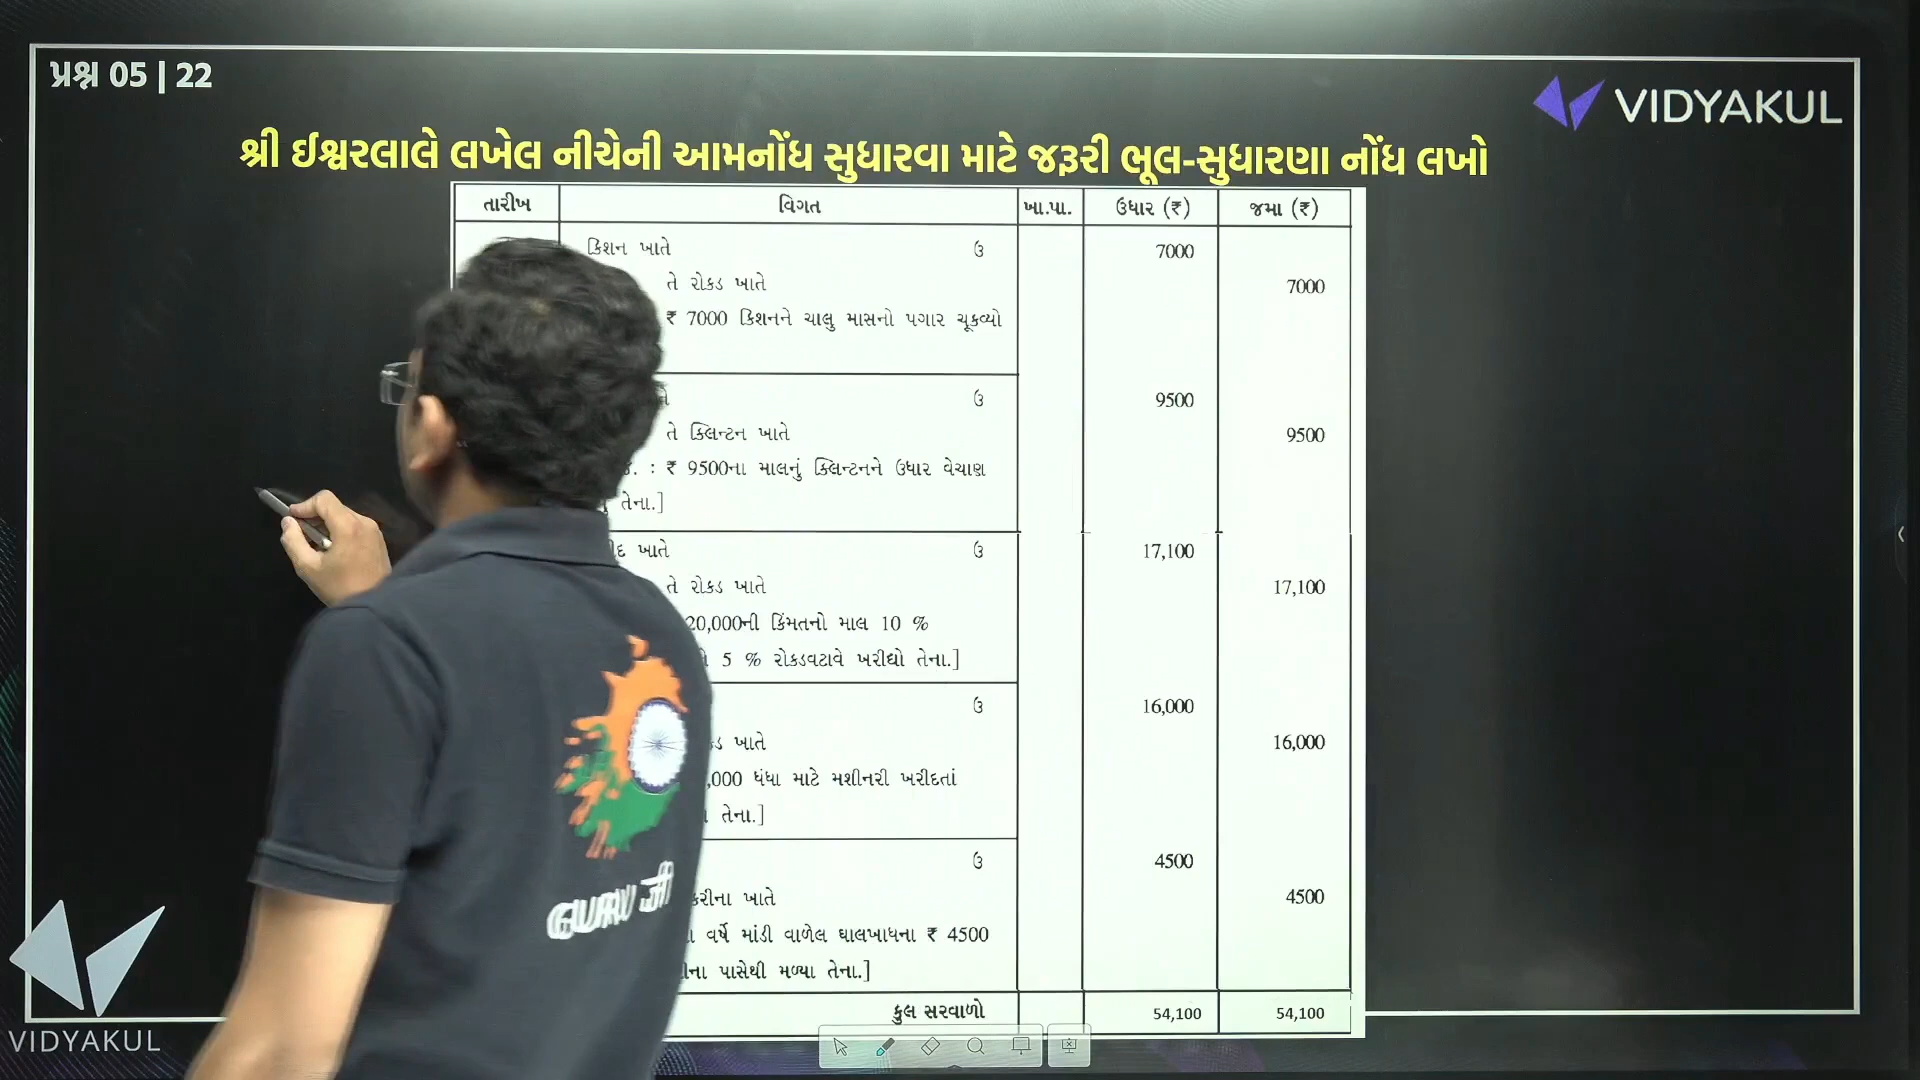 પ્રશ્ન 05 | 22
VIDYAKUL
શ્રી ઈશ્વરલાલે લખેલ નીચેની આમનોંધ સુધારવા માટે જરૂરી ભૂલ-સુધારણા નોંધ લખો
તારીખ વિગત ખા.પા. ઉધાર (₹) જમા (₹)
કિશન ખાતે ઉ 7000
તે રોકડ ખાતે 7000
₹ 7000 કિશનને ચાલુ માસનો પગાર ચૂકવ્યો
ઉ 9500
તે ક્લિન્ટન ખાતે 9500
: ₹ 9500ના માલનું ક્લિન્ટનને ઉધાર વેચાણ
તેના.]
ખાતે ઉ 17,100
તે રોકડ ખાતે 17,100
20,000ની કિંમતનો માલ 10 %
5 % રોકડવટાવે ખરીદ્યો તેના.]
ઉ 16,000
ખાતે 16,000
,000 ધંધા માટે મશીનરી ખરીદતાં
તેના.]
ઉ 4500
કરીના ખાતે 4500
વર્ષે માંડી વાળેલ ઘાલખાધના ₹ 4500
પાસેથી મળ્યા તેના.]
કુલ સરવાળો 54,100 54,100
GURU जी
VIDYAKUL